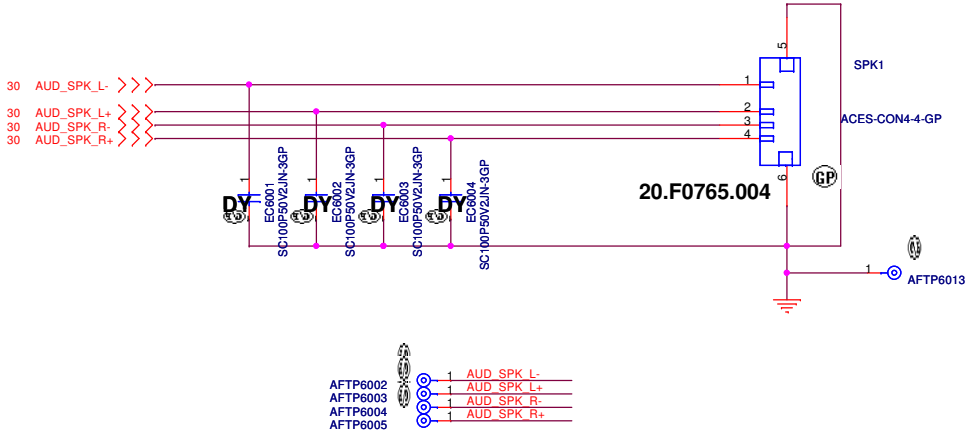 5
SPK1
30 AUD_SPK_L-
1
30 AUD_SPK_L+
2
ACES-CON4-4-GP
30 AUD_SPK_R-
3
30 AUD_SPK_R+
4
6
GP
20.F0765.004
1
1
1
1
DY
DY
DY
DY
EC6001
SC100P50V2JN-3GP
EC6002
SC100P50V2JN-3GP
EC6003
SC100P50V2JN-3GP
EC6004
SC100P50V2JN-3GP
1
AFTP6013
AFTP6002 1 AUD_SPK_L-
AFTP6003 1 AUD_SPK_L+
AFTP6004 1 AUD_SPK_R-
AFTP6005 1 AUD_SPK_R+